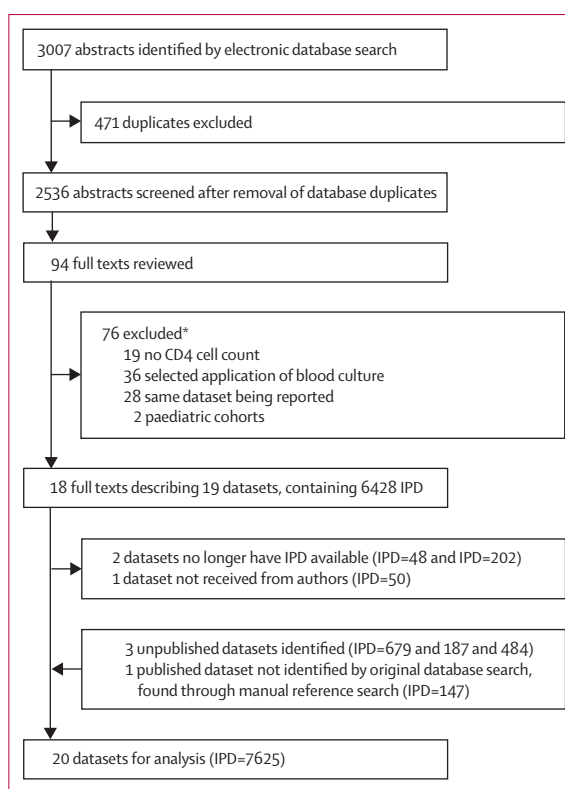 3007 abstracts identified by electronic database search
471 duplicates excluded
2536 abstracts screened after removal of database duplicates
94 full texts reviewed
76 excluded*
19 no CD4 cell count
36 selected application of blood culture
28 same dataset being reported
2 paediatric cohorts
18 full texts describing 19 datasets, containing 6428 IPD
2 datasets no longer have IPD available (IPD=48 and IPD=202)
1 dataset not received from authors (IPD=50)
3 unpublished datasets identified (IPD=679 and 187 and 484)
1 published dataset not identified by original database search,
found through manual reference search (IPD=147)
20 datasets for analysis (IPD=7625)